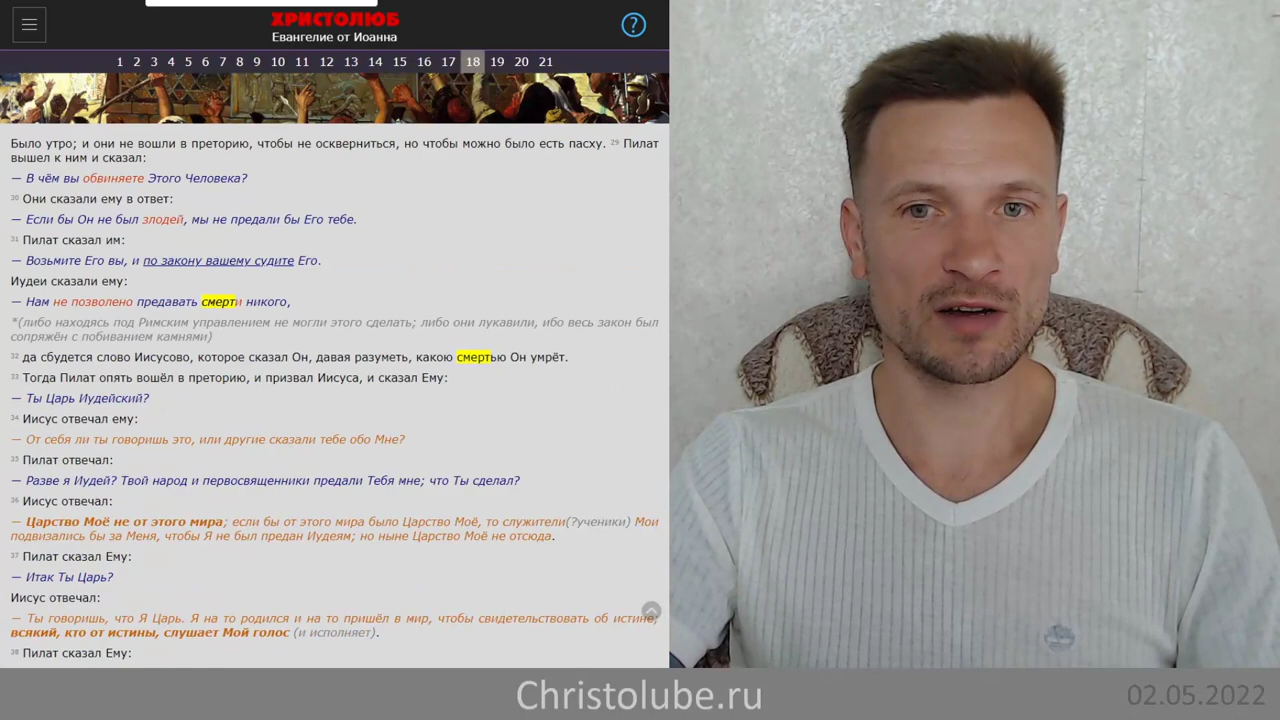 ХРИСТОЛЮБ
Евангелие от Иоанна
?
1 2 3 4 5 6 7 8 9 10 11 12 13 14 15 16 17 18 19 20 21
Было утро; и они не вошли в преторию, чтобы не оскверниться, но чтобы можно было есть пасху. 29 Пилат
вышел к ним и сказал:
— В чём вы обвиняете Этого Человека?
30 Они сказали ему в ответ:
— Если бы Он не был злодей, мы не предали бы Его тебе.
31 Пилат сказал им:
— Возьмите Его вы, и по закону вашему судите Его.
Иудеи сказали ему:
— Нам не позволено предавать смерти никого,
*(либо находясь под Римским управлением не могли этого сделать; либо они лукавили, ибо весь закон был
сопряжён с побиванием камнями)
32 да сбудется слово Иисусово, которое сказал Он, давая разуметь, какою смертью Он умрёт.
33 Тогда Пилат опять вошёл в преторию, и призвал Иисуса, и сказал Ему:
— Ты Царь Иудейский?
34 Иисус отвечал ему:
— От себя ли ты говоришь это, или другие сказали тебе обо Мне?
35 Пилат отвечал:
— Разве я Иудей? Твой народ и первосвященники предали Тебя мне; что Ты сделал?
36 Иисус отвечал:
— Царство Моё не от этого мира; если бы от этого мира было Царство Моё, то служители(?ученики) Мои
подвизались бы за Меня, чтобы Я не был предан Иудеям; но ныне Царство Моё не отсюда.
37 Пилат сказал Ему:
— Итак Ты Царь?
Иисус отвечал:
— Ты говоришь, что Я Царь. Я на то родился и на то пришёл в мир, чтобы свидетельствовать об истине;
всякий, кто от истины, слушает Мой голос (и исполняет).
38 Пилат сказал Ему:
Christolube.ru
02.05.2022